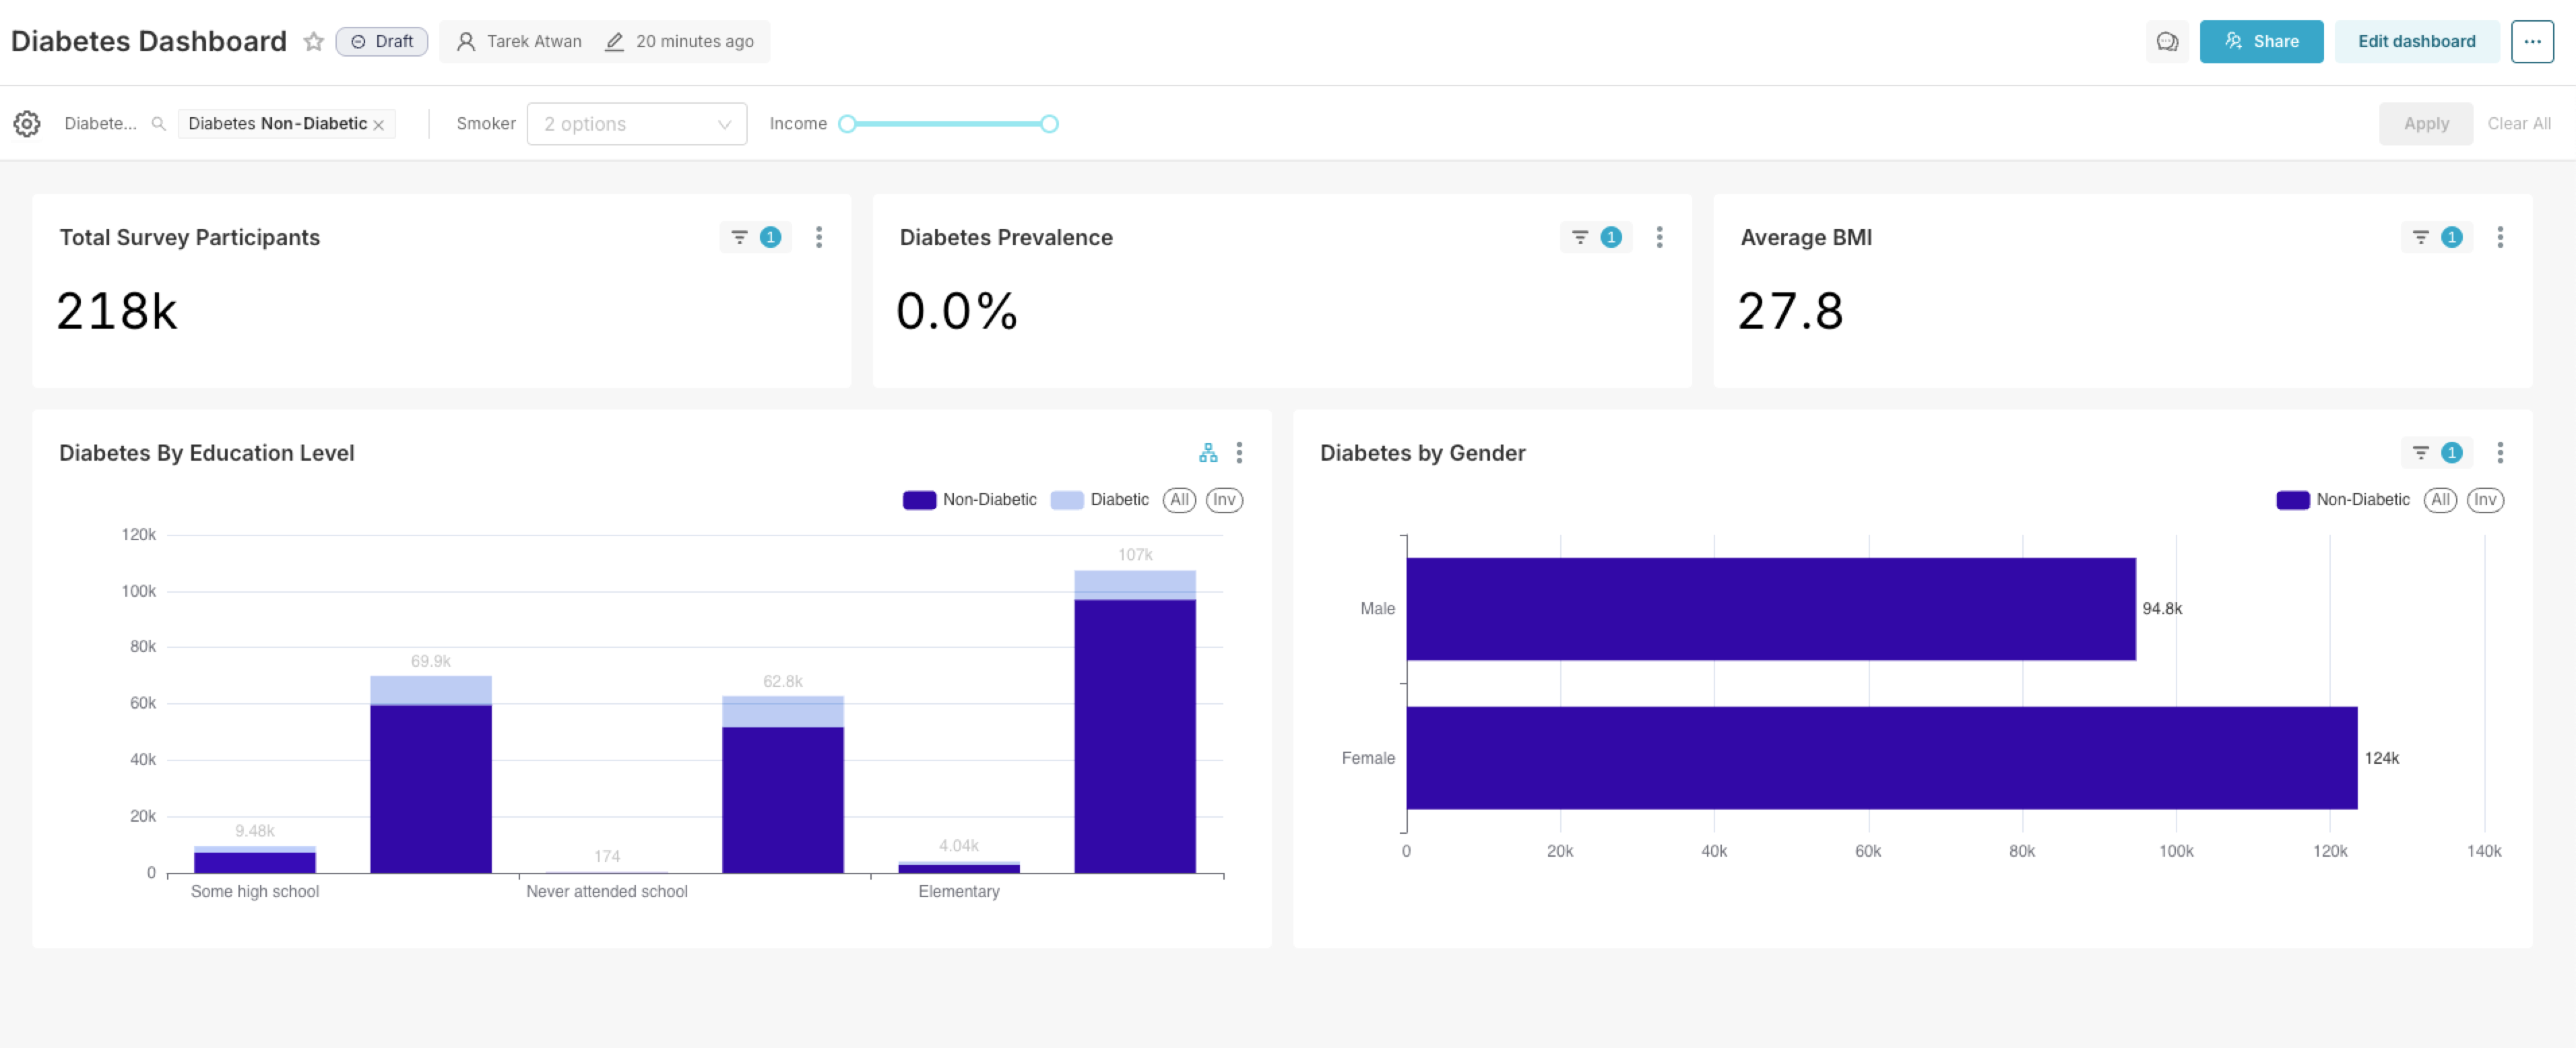 Diabetes Dashboard Draft Tarek Atwan 20 minutes ago Share Edit dashboard ...
Diabete... Diabetes Non-Diabetic × Smoker 2 options Income Apply Clear All
Total Survey Participants 1
218k
Diabetes Prevalence 1
0.0%
Average BMI 1
27.8
Diabetes By Education Level
Non-Diabetic Diabetic All Inv
120k
100k
80k
60k
40k
20k
0
9.48k
69.9k
174
62.8k
4.04k
107k
Some high school Never attended school Elementary
Diabetes by Gender 1
Non-Diabetic All Inv
Male 94.8k
Female 124k
0 20k 40k 60k 80k 100k 120k 140k